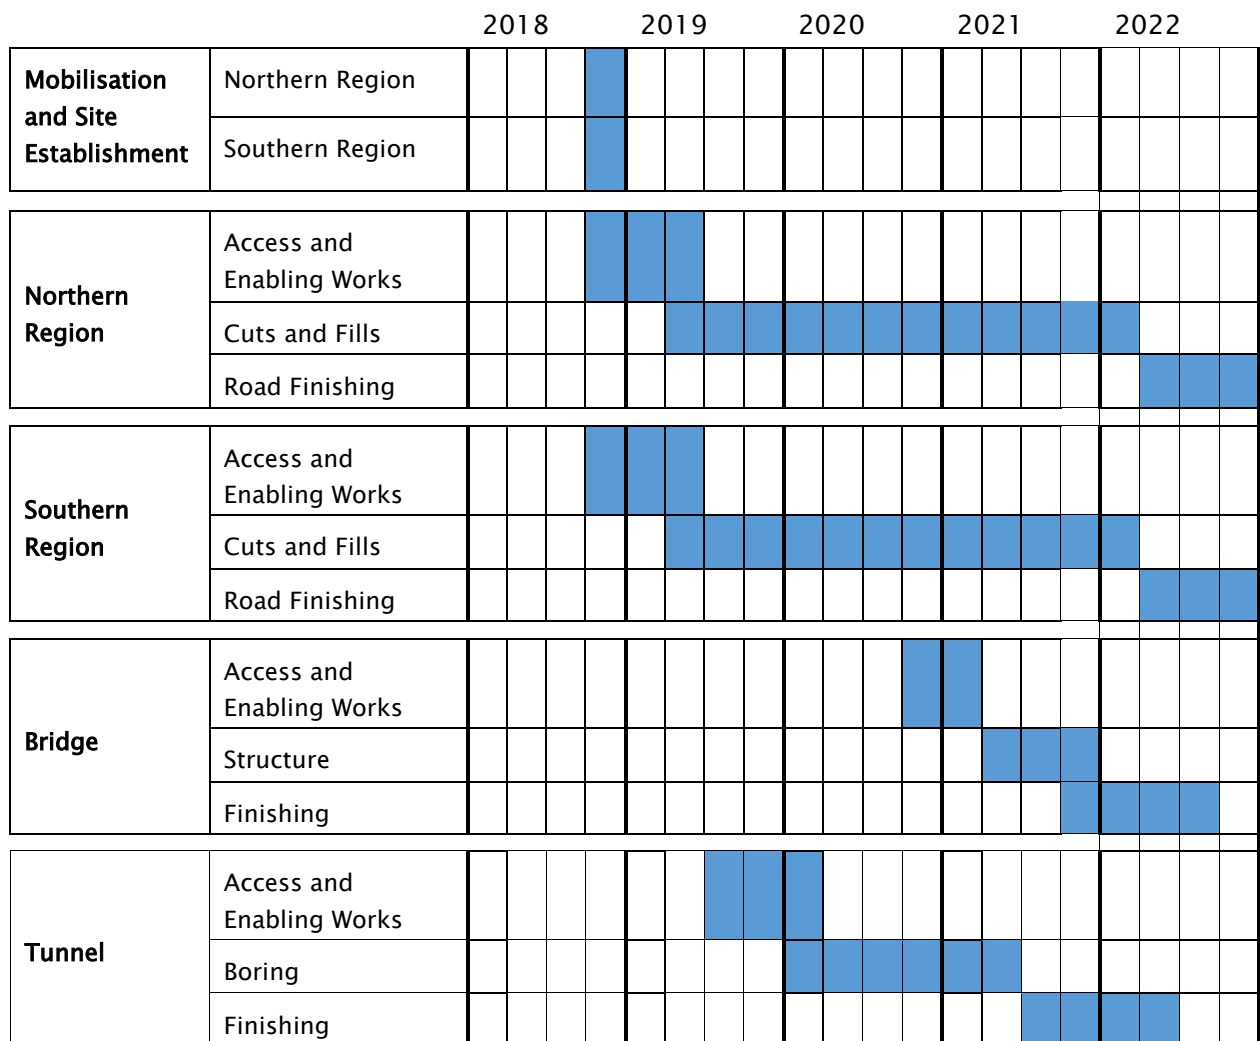 2018 2019 2020 2021 2022
Mobilisation
and Site
Establishment
Northern Region
Southern Region
Northern
Region
Access and
Enabling Works
Cuts and Fills
Road Finishing
Southern
Region
Access and
Enabling Works
Cuts and Fills
Road Finishing
Bridge
Access and
Enabling Works
Structure
Finishing
Tunnel
Access and
Enabling Works
Boring
Finishing